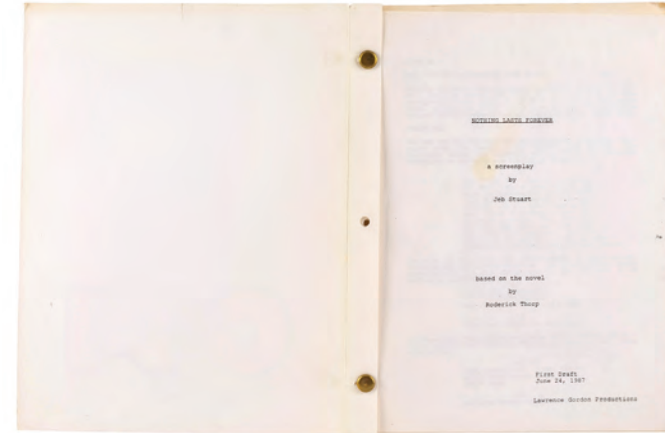 NOTHING LASTS FOREVER
a screenplay
by
Jeb Stuart
based on the novel
by
Roderick Thorp
First Draft
June 24, 1987
Lawrence Gordon Productions